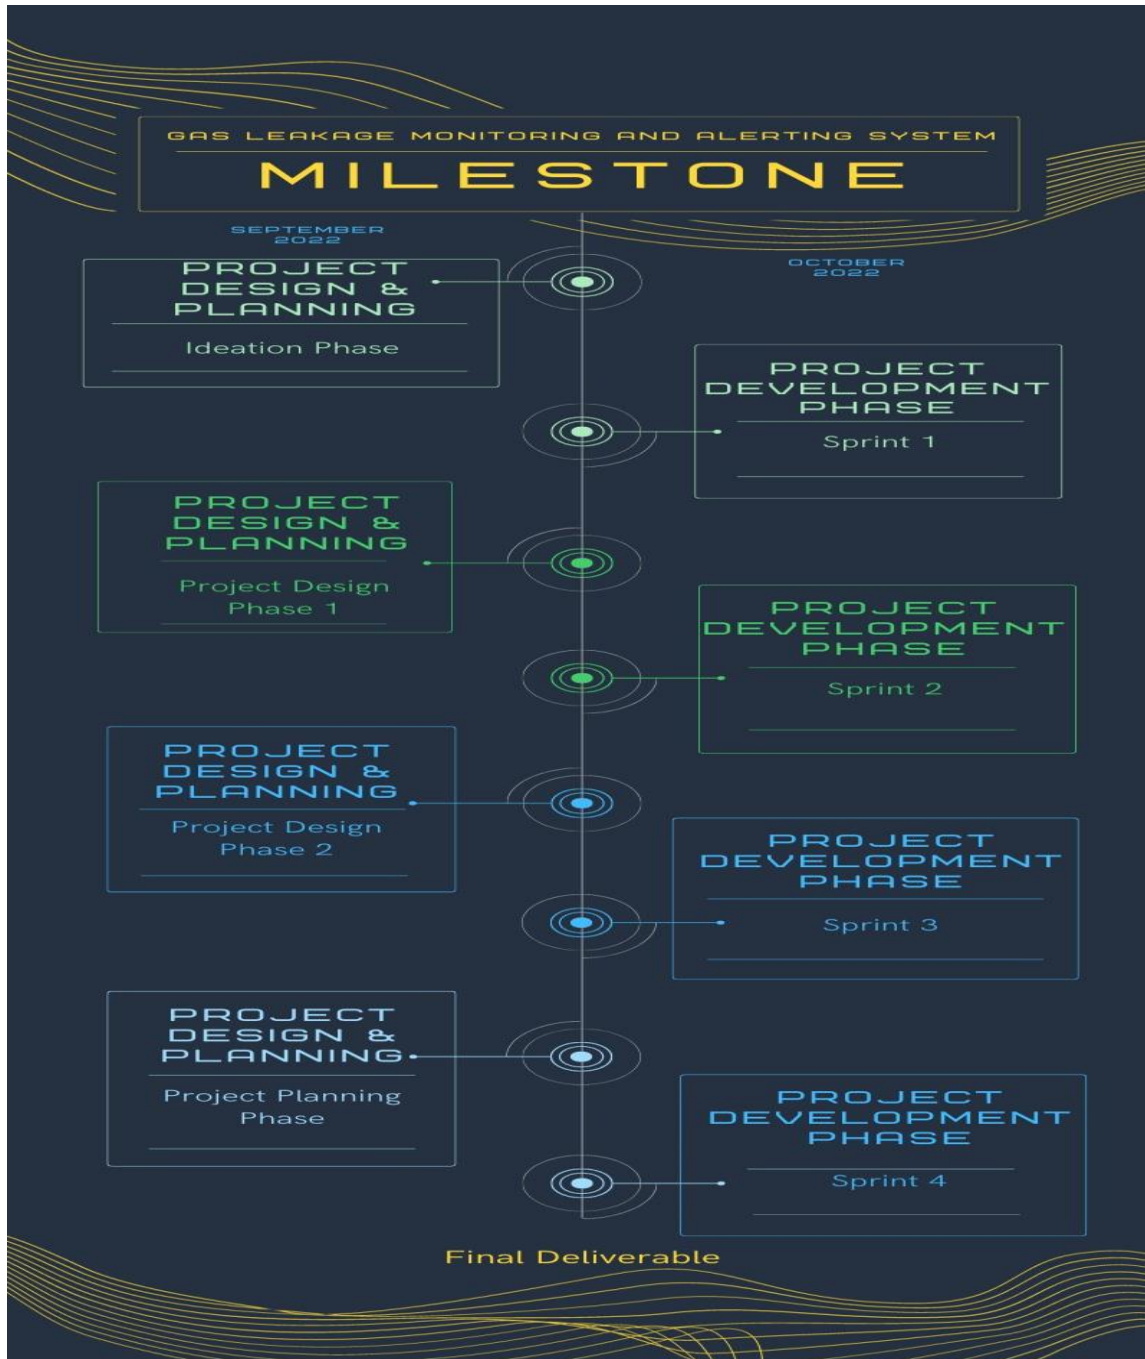 GAS LEAKAGE MONITORING AND ALERTING SYSTEM
MILESTONE
SEPTEMBER
2022
OCTOBER
2022
PROJECT
DESIGN &
PLANNING
Ideation Phase
PROJECT
DEVELOPMENT
PHASE
Sprint 1
PROJECT
DESIGN &
PLANNING
Project Design
Phase 1
PROJECT
DEVELOPMENT
PHASE
Sprint 2
PROJECT
DESIGN &
PLANNING
Project Design
Phase 2
PROJECT
DEVELOPMENT
PHASE
Sprint 3
PROJECT
DESIGN &
PLANNING
Project Planning
Phase
PROJECT
DEVELOPMENT
PHASE
Sprint 4
Final Deliverable